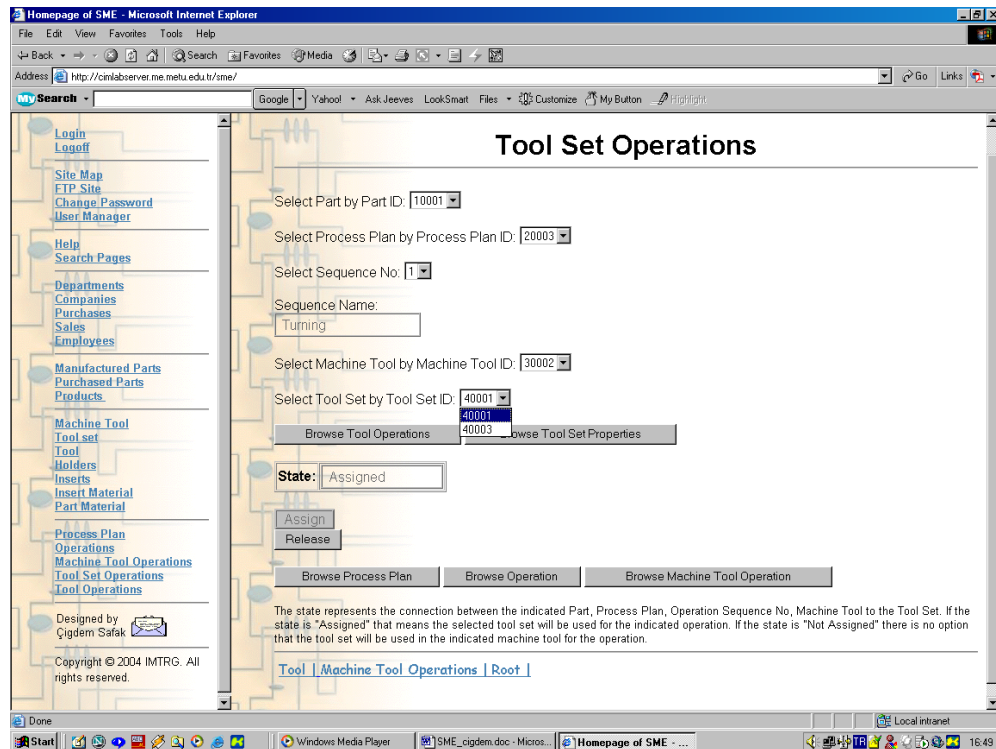 Homepage of SME - Microsoft Internet Explorer
File Edit View Favorites Tools Help
Back Search Favorites Media
Address http://cimlabserver.me.metu.edu.tr/sme/ Go Links
My Search Google Yahoo! Ask Jeeves LookSmart Files Customize My Button Highlight
Login
Logoff
Site Map
FTP Site
Change Password
User Manager
Help
Search Pages
Departments
Companies
Purchases
Sales
Employees
Manufactured Parts
Purchased Parts
Products
Machine Tool
Tool set
Tool
Holders
Inserts
Insert Material
Part Material
Process Plan
Operations
Machine Tool Operations
Tool Set Operations
Tool Operations
Designed by
Çigdem Safak
Copyright © 2004 IMTRG. All
rights reserved.
Tool Set Operations
Select Part by Part ID: 10001
Select Process Plan by Process Plan ID: 20003
Select Sequence No: 1
Sequence Name:
Turning
Select Machine Tool by Machine Tool ID: 30002
Select Tool Set by Tool Set ID: 40001
40001
40003
Browse Tool Operations Browse Tool Set Properties
State: Assigned
Assign
Release
Browse Process Plan Browse Operation Browse Machine Tool Operation
The state represents the connection between the indicated Part, Process Plan, Operation Sequence No, Machine Tool to the Tool Set. If the
state is "Assigned" that means the selected tool set will be used for the indicated operation. If the state is "Not Assigned" there is no option
that the tool set will be used in the indicated machine tool for the operation.
Tool | Machine Tool Operations | Root |
Done Local intranet
Start Windows Media Player SME_cigdem.doc - Micros... Homepage of SME - ... TR 16:49